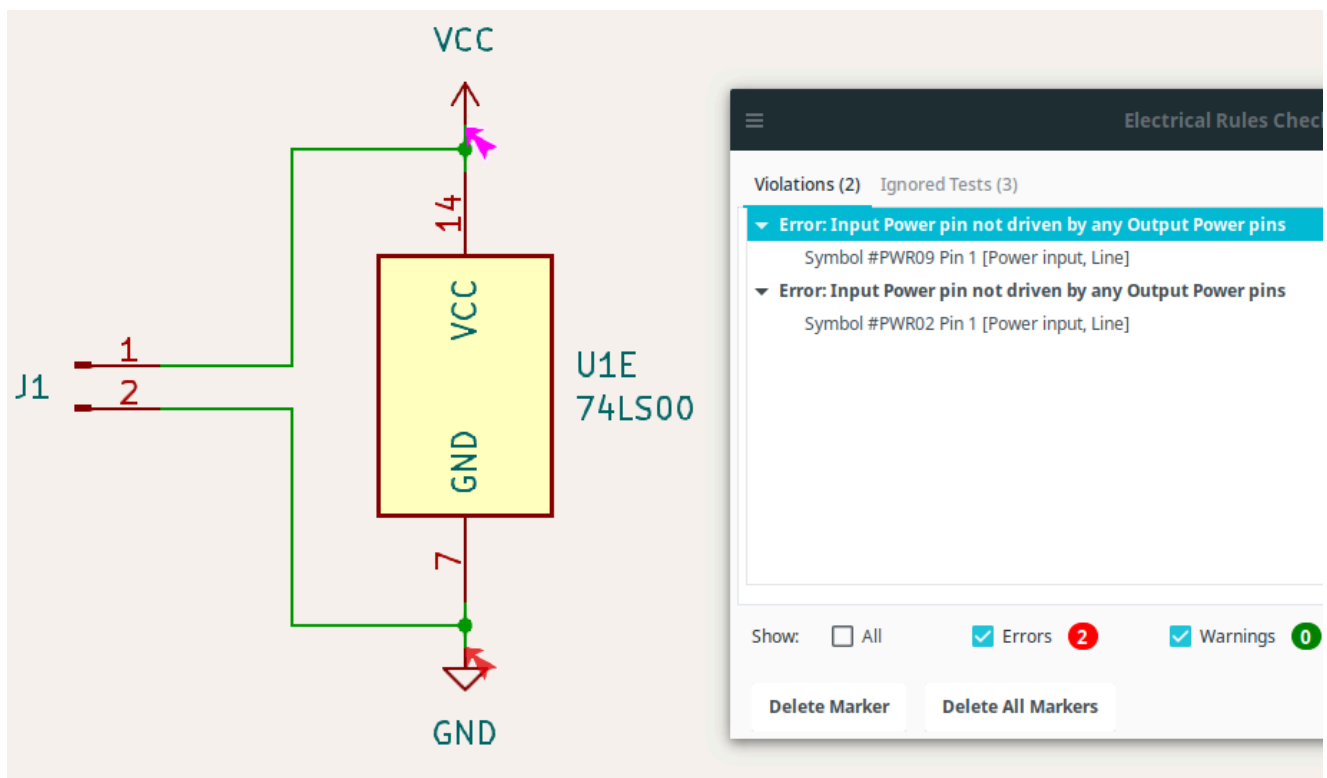 VCC
14
VCC
GND
7
GND
J1
1
2
U1E
74LS00
Electrical Rules Chec
Violations (2) Ignored Tests (3)
Error: Input Power pin not driven by any Output Power pins
Symbol #PWR09 Pin 1 [Power input, Line]
Error: Input Power pin not driven by any Output Power pins
Symbol #PWR02 Pin 1 [Power input, Line]
Show: All Errors 2 Warnings 0
Delete Marker Delete All Markers